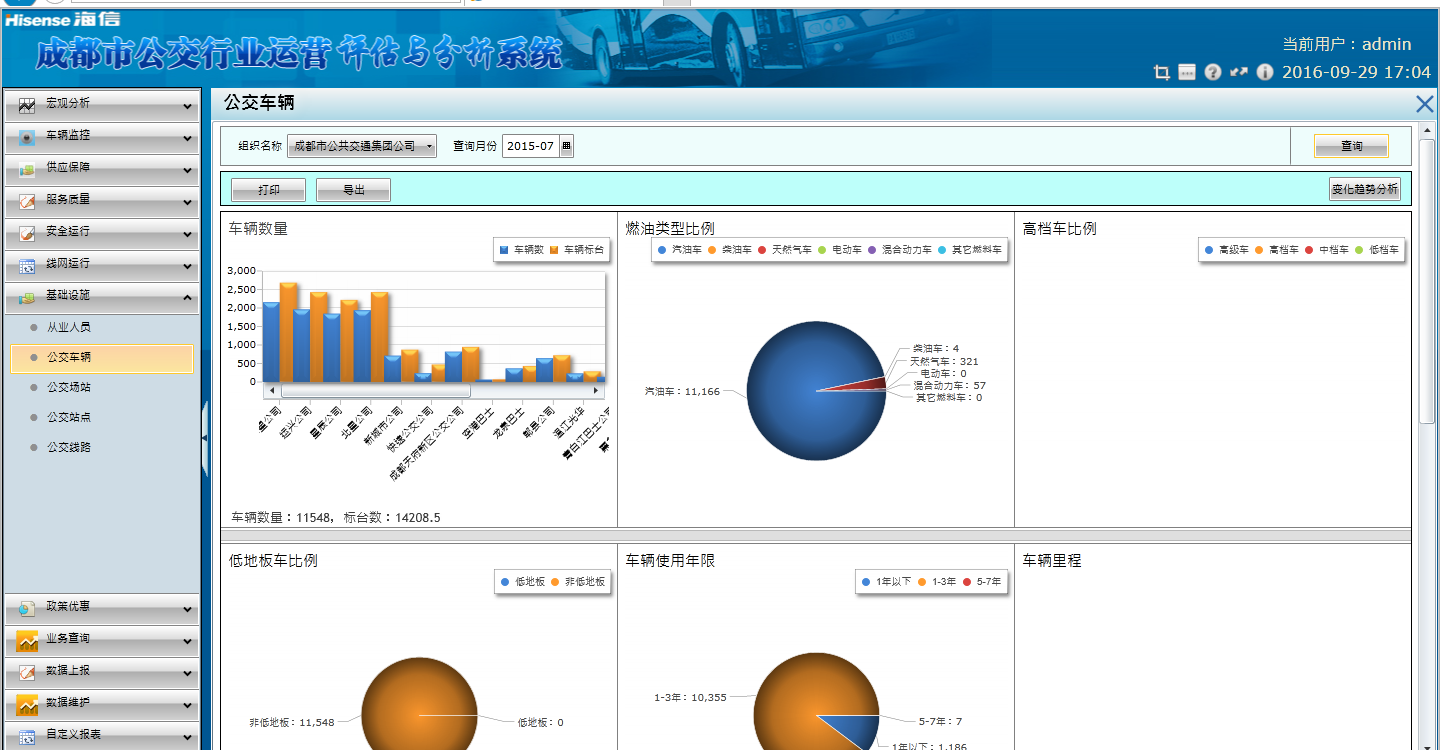 Hisense 海信
成都市公交行业运营评估与分析系统
当前用户：admin
2016-09-29 17:04
宏观分析
车辆监控
供应保障
服务质量
安全运行
线网运行
基础设施
从业人员
公交车辆
公交场站
公交站点
公交线路
政策优惠
业务查询
数据上报
数据维护
自定义报表
公交车辆
组织名称 成都市公共交通集团公司 查询月份 2015-07 查询
打印 导出 变化趋势分析
车辆数量
车辆数 车辆标台
3,000
2,500
2,000
1,500
1,000
500
0
星公司
运兴公司
星辰公司
北星公司
新城市公司
快速公交公司
成都天府新区公交公司
空港巴士
龙泉巴士
郫县公司
温江光华
青白江巴士公
车辆数量：11548，标台数：14208.5
燃油类型比例
汽油车 柴油车 天然气车 电动车 混合动力车 其它燃料车
柴油车：4
天然气车：321
电动车：0
混合动力车：57
其它燃料车：0
汽油车：11,166
高档车比例
高级车 高档车 中档车 低档车
低地板车比例
低地板 非低地板
非低地板：11,548
低地板：0
车辆使用年限
1年以下 1-3年 5-7年
1-3年：10,355
5-7年：7
1年以下：1,186
车辆里程